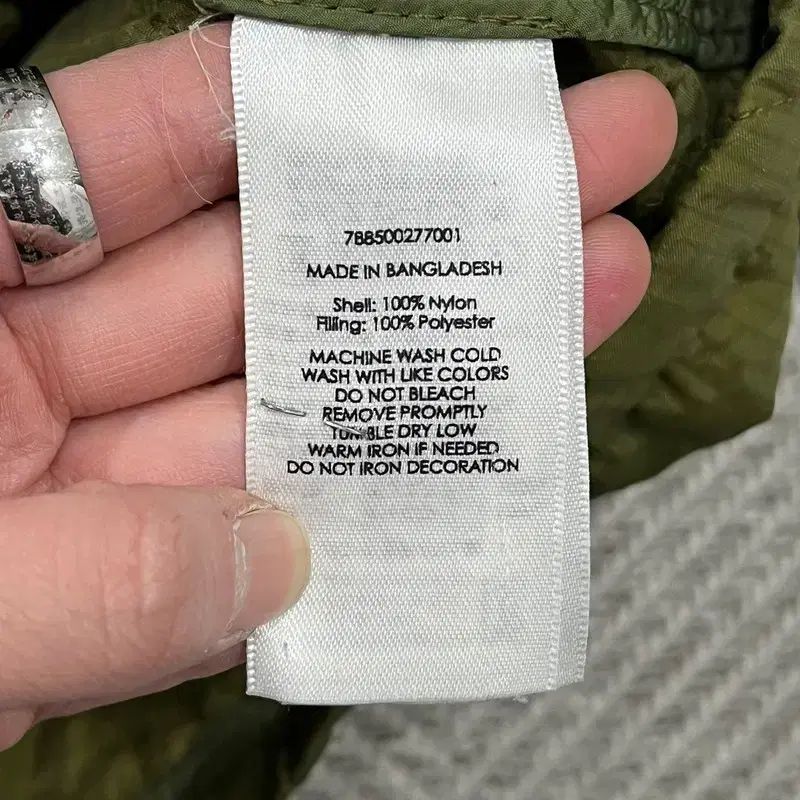 788500277001
MADE IN BANGLADESH
Shell: 100% Nylon
Filling: 100% Polyester
MACHINE WASH COLD
WASH WITH LIKE COLORS
DO NOT BLEACH
REMOVE PROMPTLY
TUMBLE DRY LOW
WARM IRON IF NEEDED
DO NOT IRON DECORATION